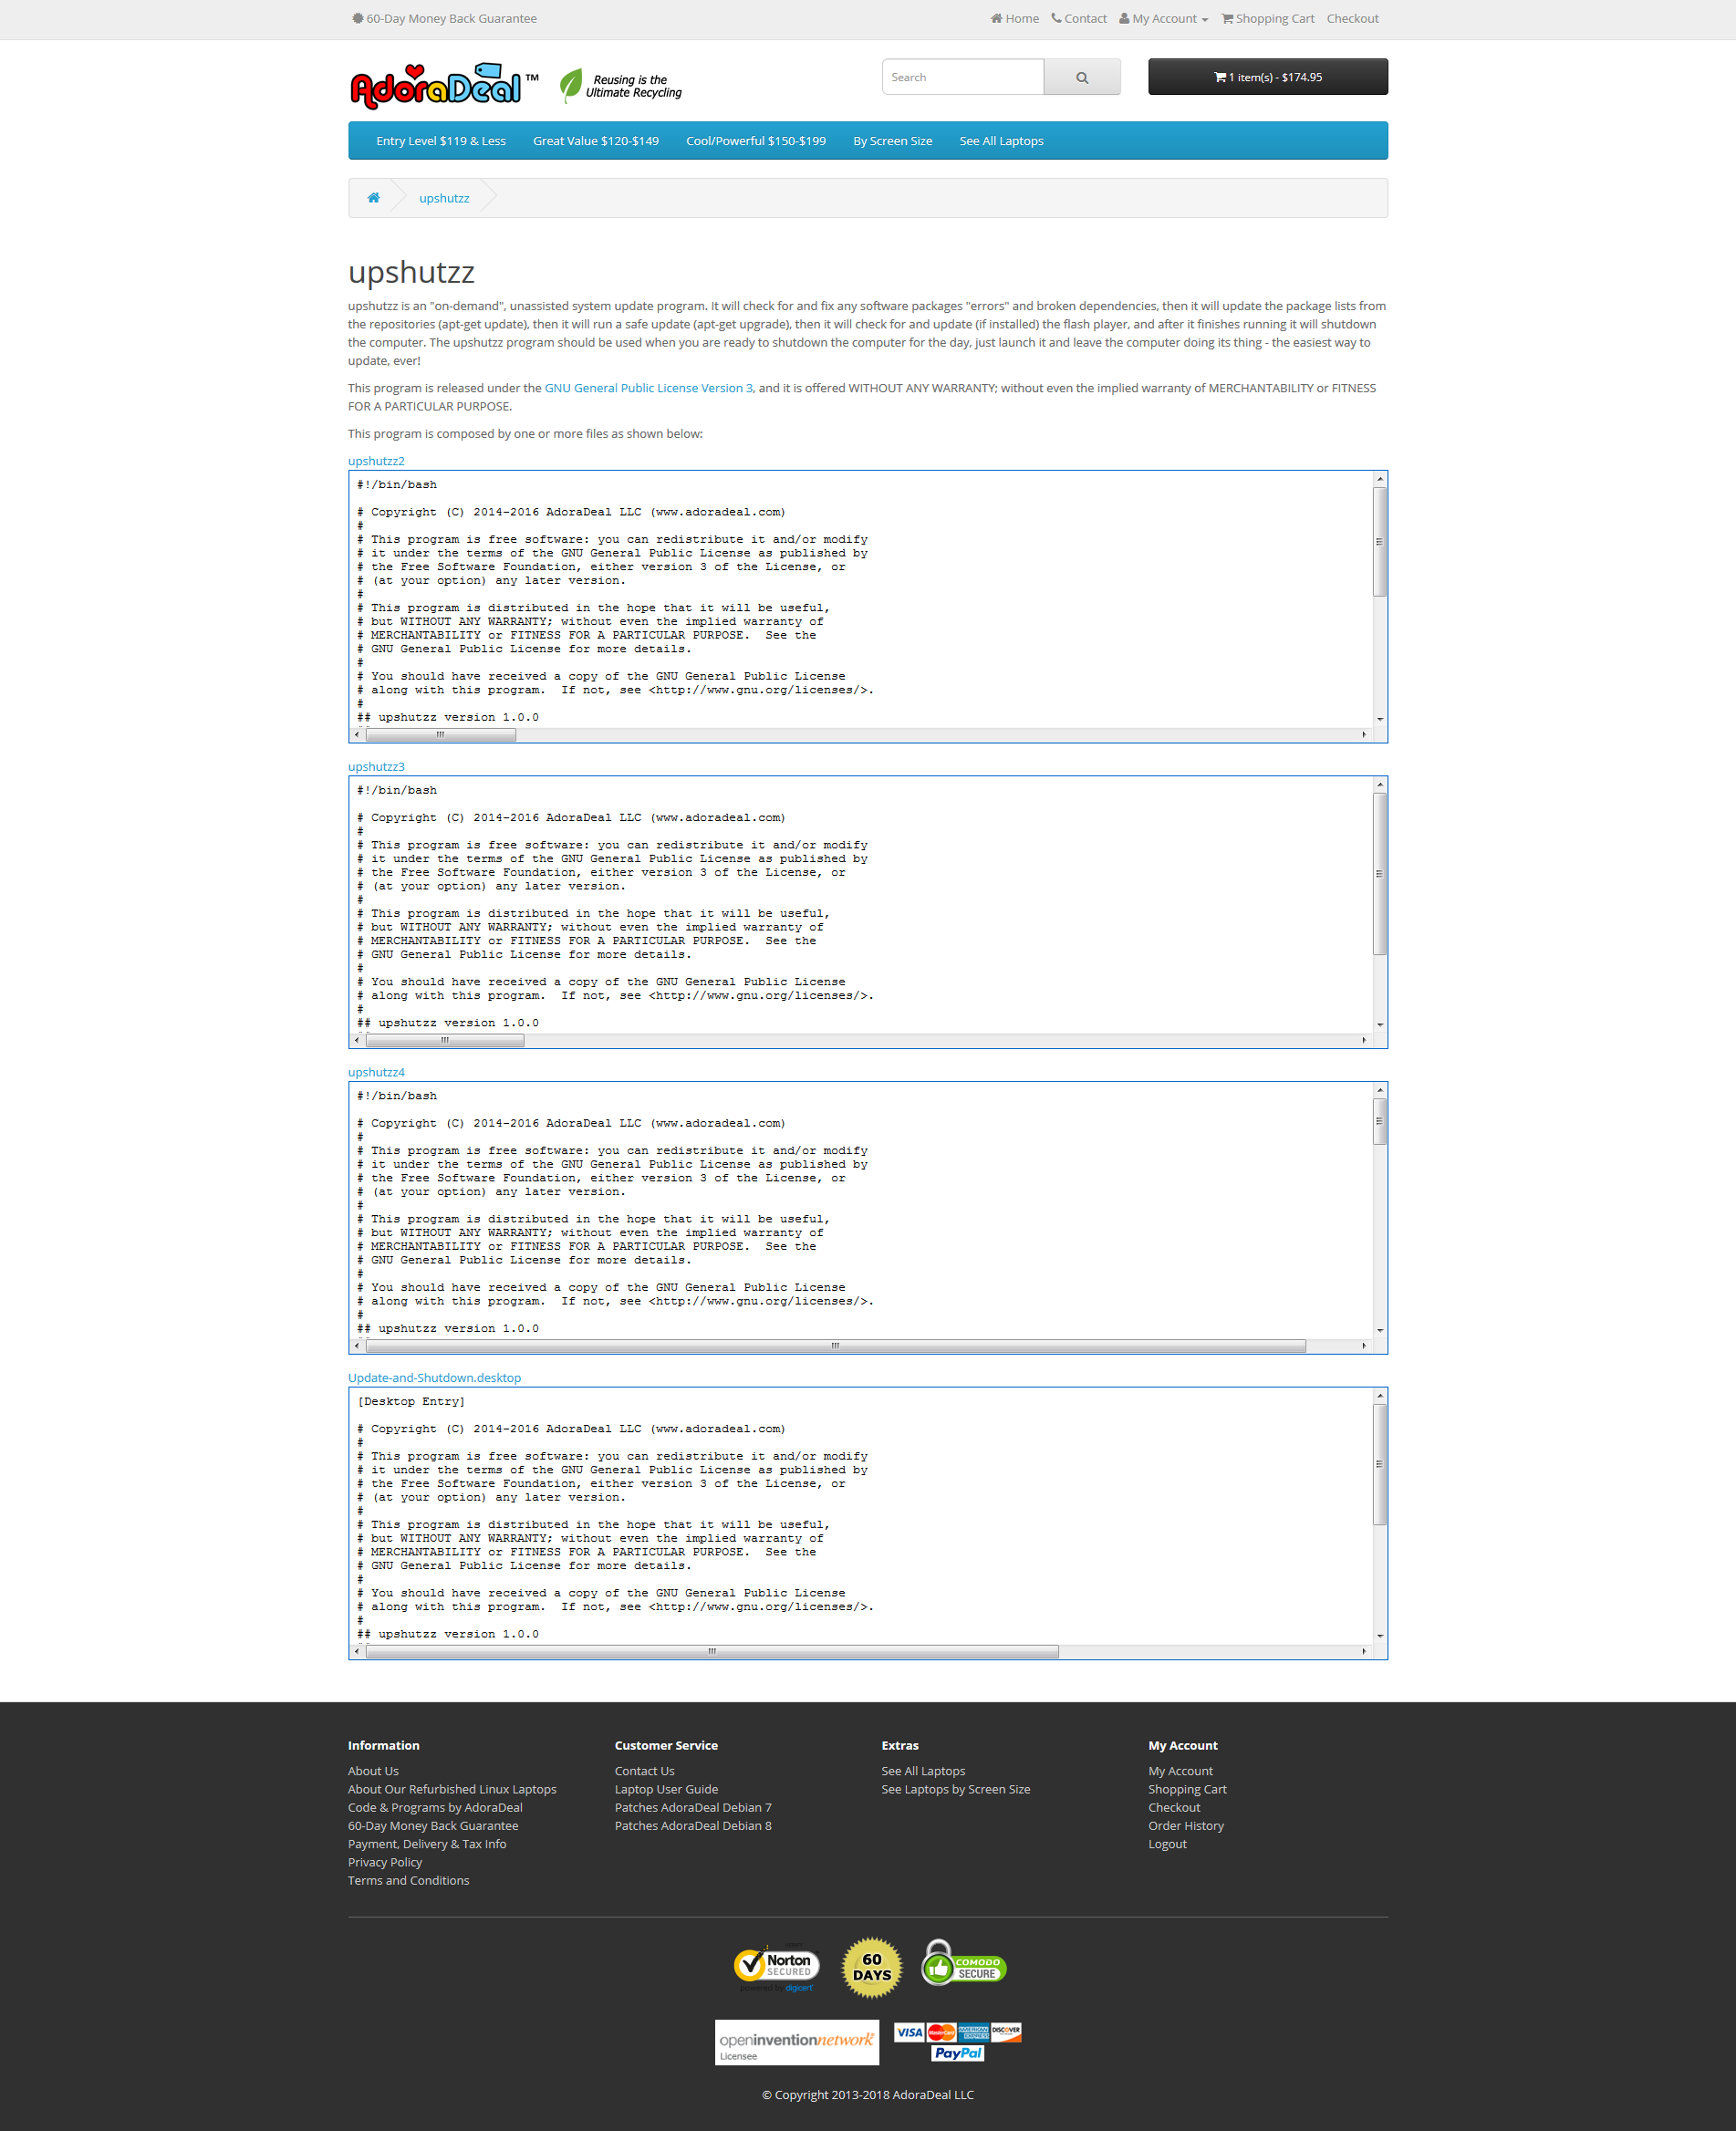 60-Day Money Back Guarantee
Home Contact My Account Shopping Cart Checkout
AdoraDeal™
Reusing is the
Ultimate Recycling
Search
1 item(s) - $174.95
Entry Level $119 & Less Great Value $120-$149 Cool/Powerful $150-$199 By Screen Size See All Laptops
upshutzz
upshutzz
upshutzz is an "on-demand", unassisted system update program. It will check for and fix any software packages "errors" and broken dependencies, then it will update the package lists from
the repositories (apt-get update), then it will run a safe update (apt-get upgrade), then it will check for and update (if installed) the flash player, and after it finishes running it will shutdown
the computer. The upshutzz program should be used when you are ready to shutdown the computer for the day, just launch it and leave the computer doing its thing - the easiest way to
update, ever!
This program is released under the GNU General Public License Version 3, and it is offered WITHOUT ANY WARRANTY; without even the implied warranty of MERCHANTABILITY or FITNESS
FOR A PARTICULAR PURPOSE.
This program is composed by one or more files as shown below:
upshutzz2
#!/bin/bash
# Copyright (C) 2014-2016 AdoraDeal LLC (www.adoradeal.com)
#
# This program is free software: you can redistribute it and/or modify
# it under the terms of the GNU General Public License as published by
# the Free Software Foundation, either version 3 of the License, or
# (at your option) any later version.
#
# This program is distributed in the hope that it will be useful,
# but WITHOUT ANY WARRANTY; without even the implied warranty of
# MERCHANTABILITY or FITNESS FOR A PARTICULAR PURPOSE.  See the
# GNU General Public License for more details.
#
# You should have received a copy of the GNU General Public License
# along with this program.  If not, see <http://www.gnu.org/licenses/>.
#
## upshutzz version 1.0.0
upshutzz3
#!/bin/bash
# Copyright (C) 2014-2016 AdoraDeal LLC (www.adoradeal.com)
#
# This program is free software: you can redistribute it and/or modify
# it under the terms of the GNU General Public License as published by
# the Free Software Foundation, either version 3 of the License, or
# (at your option) any later version.
#
# This program is distributed in the hope that it will be useful,
# but WITHOUT ANY WARRANTY; without even the implied warranty of
# MERCHANTABILITY or FITNESS FOR A PARTICULAR PURPOSE.  See the
# GNU General Public License for more details.
#
# You should have received a copy of the GNU General Public License
# along with this program.  If not, see <http://www.gnu.org/licenses/>.
#
## upshutzz version 1.0.0
upshutzz4
#!/bin/bash
# Copyright (C) 2014-2016 AdoraDeal LLC (www.adoradeal.com)
#
# This program is free software: you can redistribute it and/or modify
# it under the terms of the GNU General Public License as published by
# the Free Software Foundation, either version 3 of the License, or
# (at your option) any later version.
#
# This program is distributed in the hope that it will be useful,
# but WITHOUT ANY WARRANTY; without even the implied warranty of
# MERCHANTABILITY or FITNESS FOR A PARTICULAR PURPOSE.  See the
# GNU General Public License for more details.
#
# You should have received a copy of the GNU General Public License
# along with this program.  If not, see <http://www.gnu.org/licenses/>.
#
## upshutzz version 1.0.0
Update-and-Shutdown.desktop
[Desktop Entry]
# Copyright (C) 2014-2016 AdoraDeal LLC (www.adoradeal.com)
#
# This program is free software: you can redistribute it and/or modify
# it under the terms of the GNU General Public License as published by
# the Free Software Foundation, either version 3 of the License, or
# (at your option) any later version.
#
# This program is distributed in the hope that it will be useful,
# but WITHOUT ANY WARRANTY; without even the implied warranty of
# MERCHANTABILITY or FITNESS FOR A PARTICULAR PURPOSE.  See the
# GNU General Public License for more details.
#
# You should have received a copy of the GNU General Public License
# along with this program.  If not, see <http://www.gnu.org/licenses/>.
#
## upshutzz version 1.0.0
Information
About Us
About Our Refurbished Linux Laptops
Code & Programs by AdoraDeal
60-Day Money Back Guarantee
Payment, Delivery & Tax Info
Privacy Policy
Terms and Conditions
Customer Service
Contact Us
Laptop User Guide
Patches AdoraDeal Debian 7
Patches AdoraDeal Debian 8
Extras
See All Laptops
See Laptops by Screen Size
My Account
My Account
Shopping Cart
Checkout
Order History
Logout
Norton
SECURED
powered by digicert
60
DAYS
COMODO
SECURE
openinventionnetwork
Licensee
VISA MasterCard AMERICAN EXPRESS DISCOVER
PayPal
© Copyright 2013-2018 AdoraDeal LLC